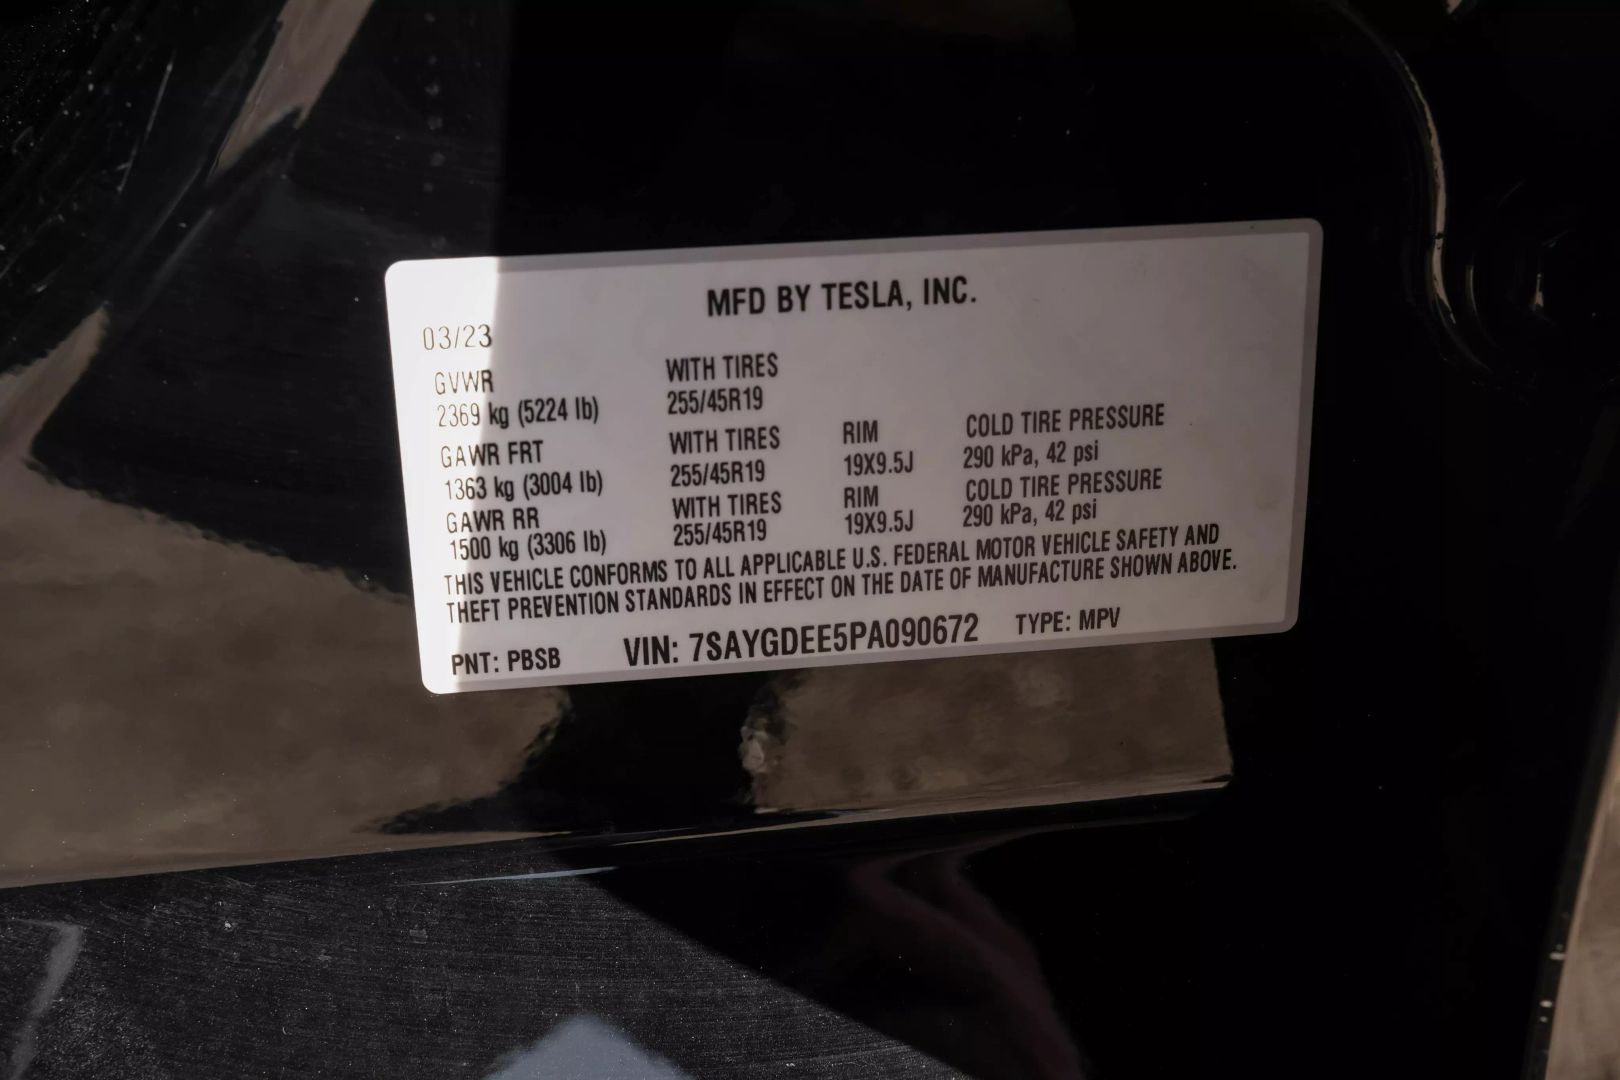 MFD BY TESLA, INC.
03/23
GVWR WITH TIRES
2369 kg (5224 lb) 255/45R19
GAWR FRT WITH TIRES RIM COLD TIRE PRESSURE
1363 kg (3004 lb) 255/45R19 19X9.5J 290 kPa, 42 psi
GAWR RR WITH TIRES RIM COLD TIRE PRESSURE
1500 kg (3306 lb) 255/45R19 19X9.5J 290 kPa, 42 psi
THIS VEHICLE CONFORMS TO ALL APPLICABLE U.S. FEDERAL MOTOR VEHICLE SAFETY AND
THEFT PREVENTION STANDARDS IN EFFECT ON THE DATE OF MANUFACTURE SHOWN ABOVE.
PNT: PBSB VIN: 7SAYGDEE5PA090672 TYPE: MPV